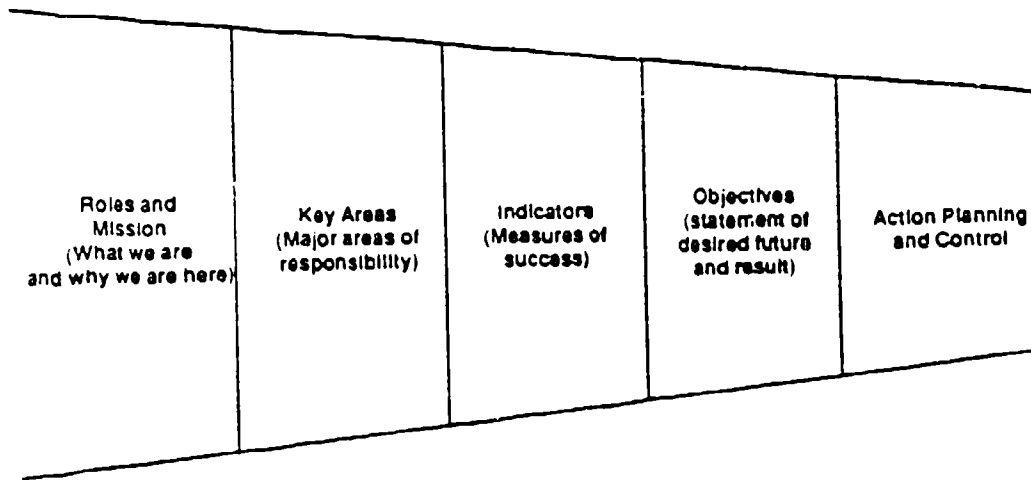 Roles and
Mission
(What we are
and why we are here)
Key Areas
(Major areas of
responsibility)
Indicators
(Measures of
success)
Objectives
(statement of
desired future
and result)
Action Planning
and Control